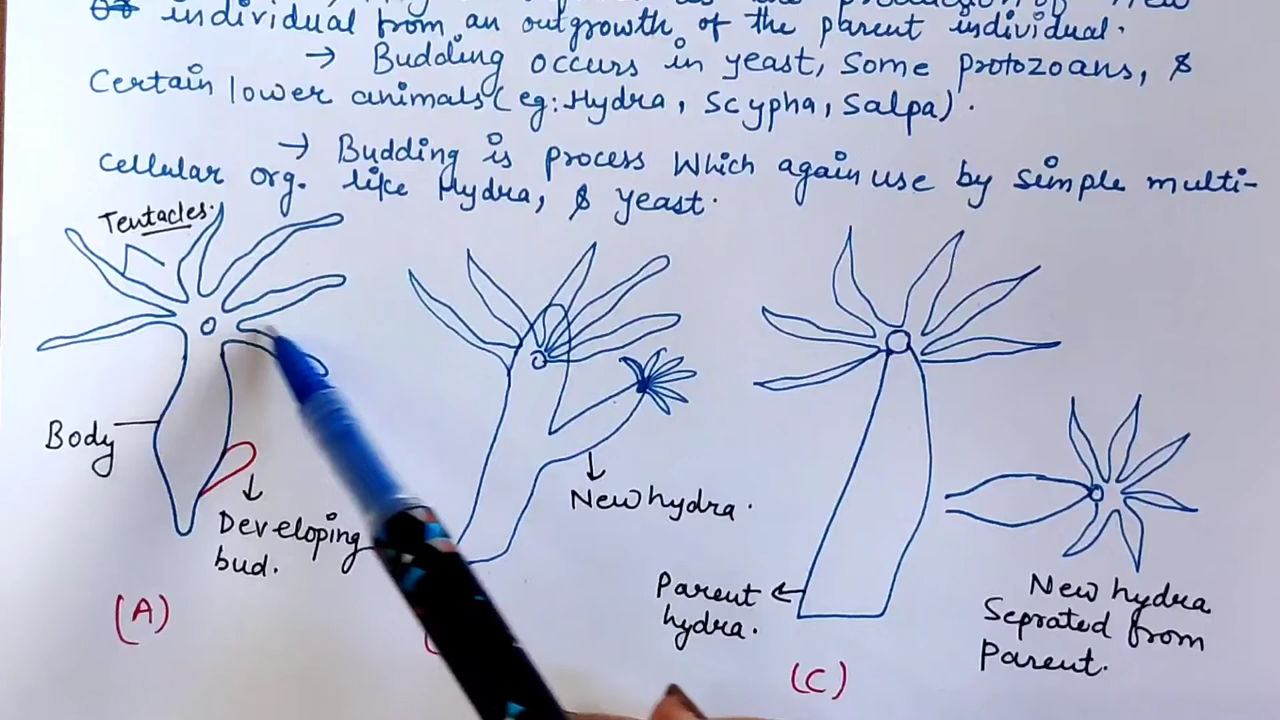 individual from an outgrowth of the parent individual.
→ Budding occurs in yeast, Some protozoans, &
Certain lower animals (eg: Hydra, Scypha, Salpa).
→ Budding is process Which again use by simple multi-
cellular org. like Hydra, & yeast.
Tentacles.
Body
Developing
bud.
(A)
New hydra.
Parent
hydra.
(C)
New hydra
Seprated from
Parent.